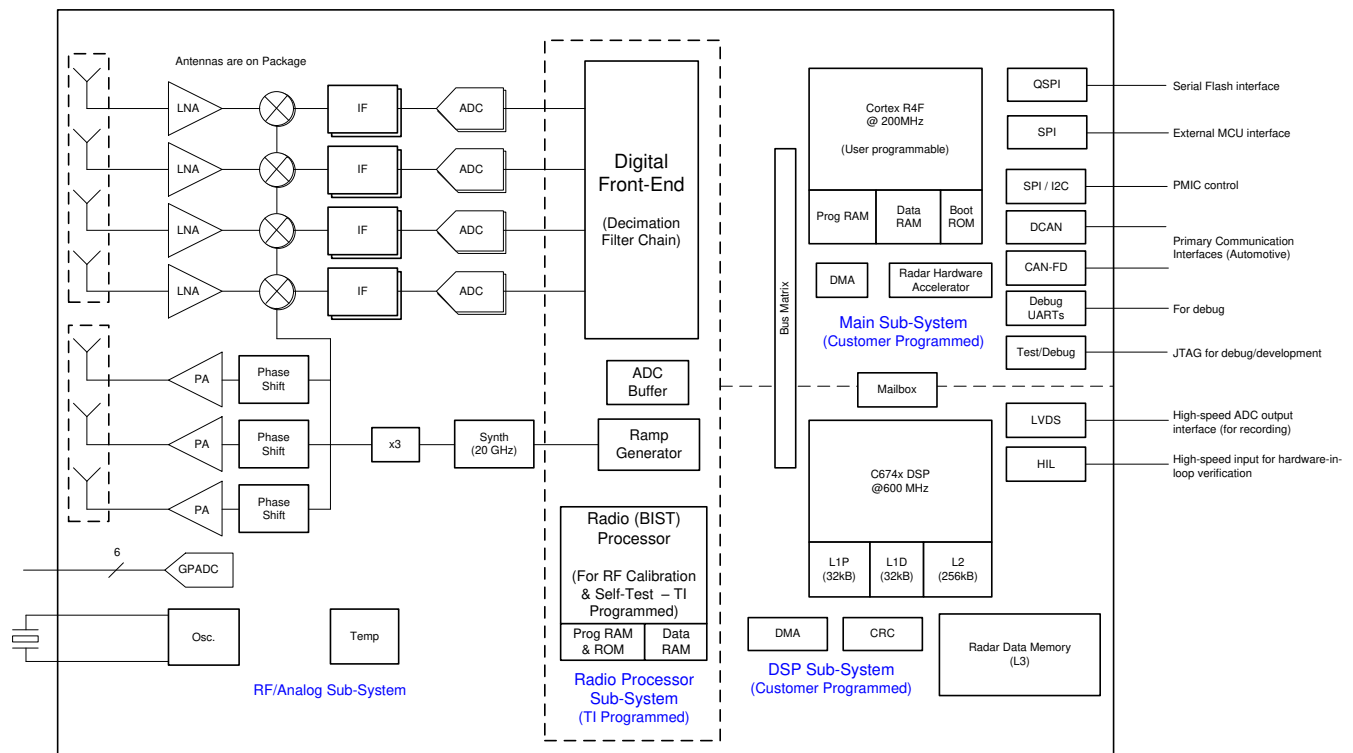 Antennas are on Package
LNA
IF
ADC
LNA
IF
ADC
LNA
IF
ADC
LNA
IF
ADC
PA
Phase
Shift
PA
Phase
Shift
PA
Phase
Shift
x3
Synth
(20 GHz)
6
GPADC
Osc.
Temp
RF/Analog Sub-System
Digital
Front-End
(Decimation
Filter Chain)
ADC
Buffer
Ramp
Generator
Radio (BIST)
Processor
(For RF Calibration
& Self-Test – TI
Programmed)
Prog RAM
& ROM
Data
RAM
Radio Processor
Sub-System
(TI Programmed)
Bus Matrix
Cortex R4F
@ 200MHz
(User programmable)
Prog RAM
Data
RAM
Boot
ROM
DMA
Radar Hardware
Accelerator
Main Sub-System
(Customer Programmed)
Mailbox
C674x DSP
@600 MHz
L1P
(32kB)
L1D
(32kB)
L2
(256kB)
DMA
CRC
DSP Sub-System
(Customer Programmed)
Radar Data Memory
(L3)
QSPI
Serial Flash interface
SPI
External MCU interface
SPI / I2C
PMIC control
DCAN
CAN-FD
Primary Communication
Interfaces (Automotive)
Debug
UARTs
For debug
Test/Debug
JTAG for debug/development
LVDS
High-speed ADC output
interface (for recording)
HIL
High-speed input for hardware-in-
loop verification